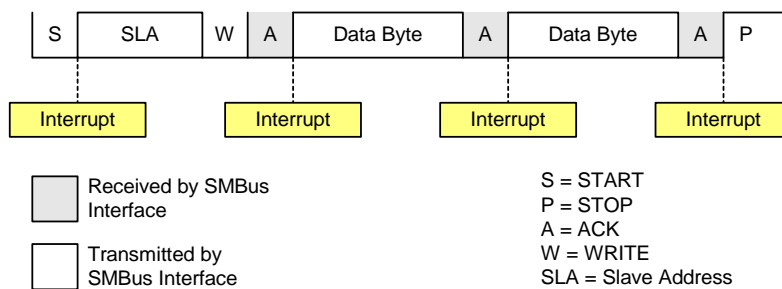 S SLA W A Data Byte A Data Byte A P
Interrupt Interrupt Interrupt Interrupt
Received by SMBus
Interface
Transmitted by
SMBus Interface
S = START
P = STOP
A = ACK
W = WRITE
SLA = Slave Address